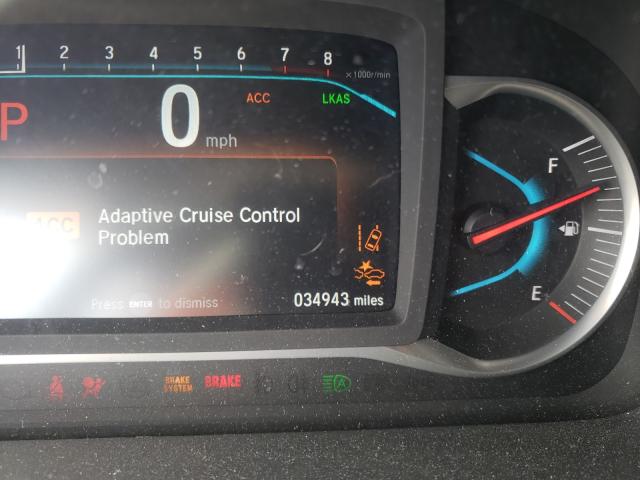 1 2 3 4 5 6 7 8
×1000r/min
P 0 mph ACC LKAS
ACC Adaptive Cruise Control
Problem
Press ENTER to dismiss
034943 miles
F
E
BRAKE SYSTEM BRAKE A